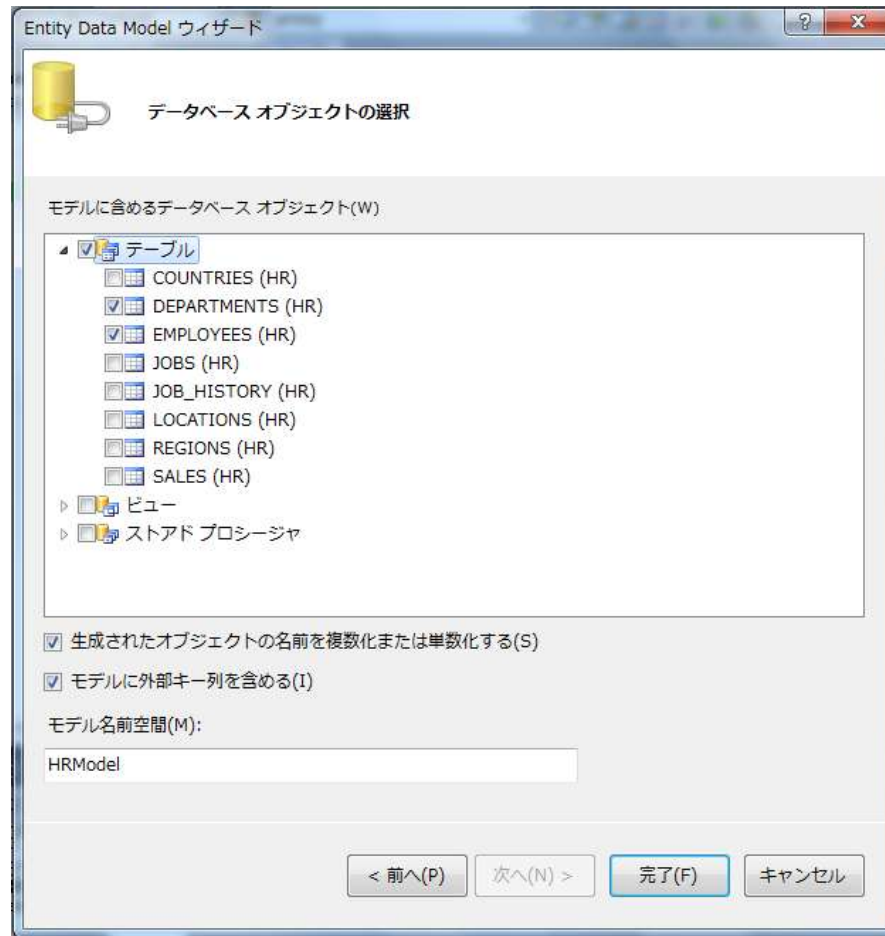 Entity Data Model ウィザード
データベース オブジェクトの選択
モデルに含めるデータベース オブジェクト(W)
テーブル
COUNTRIES (HR)
DEPARTMENTS (HR)
EMPLOYEES (HR)
JOBS (HR)
JOB_HISTORY (HR)
LOCATIONS (HR)
REGIONS (HR)
SALES (HR)
ビュー
ストアド プロシージャ
生成されたオブジェクトの名前を複数化または単数化する(S)
モデルに外部キー列を含める(I)
モデル名前空間(M):
HRModel
< 前へ(P) 次へ(N) > 完了(F) キャンセル